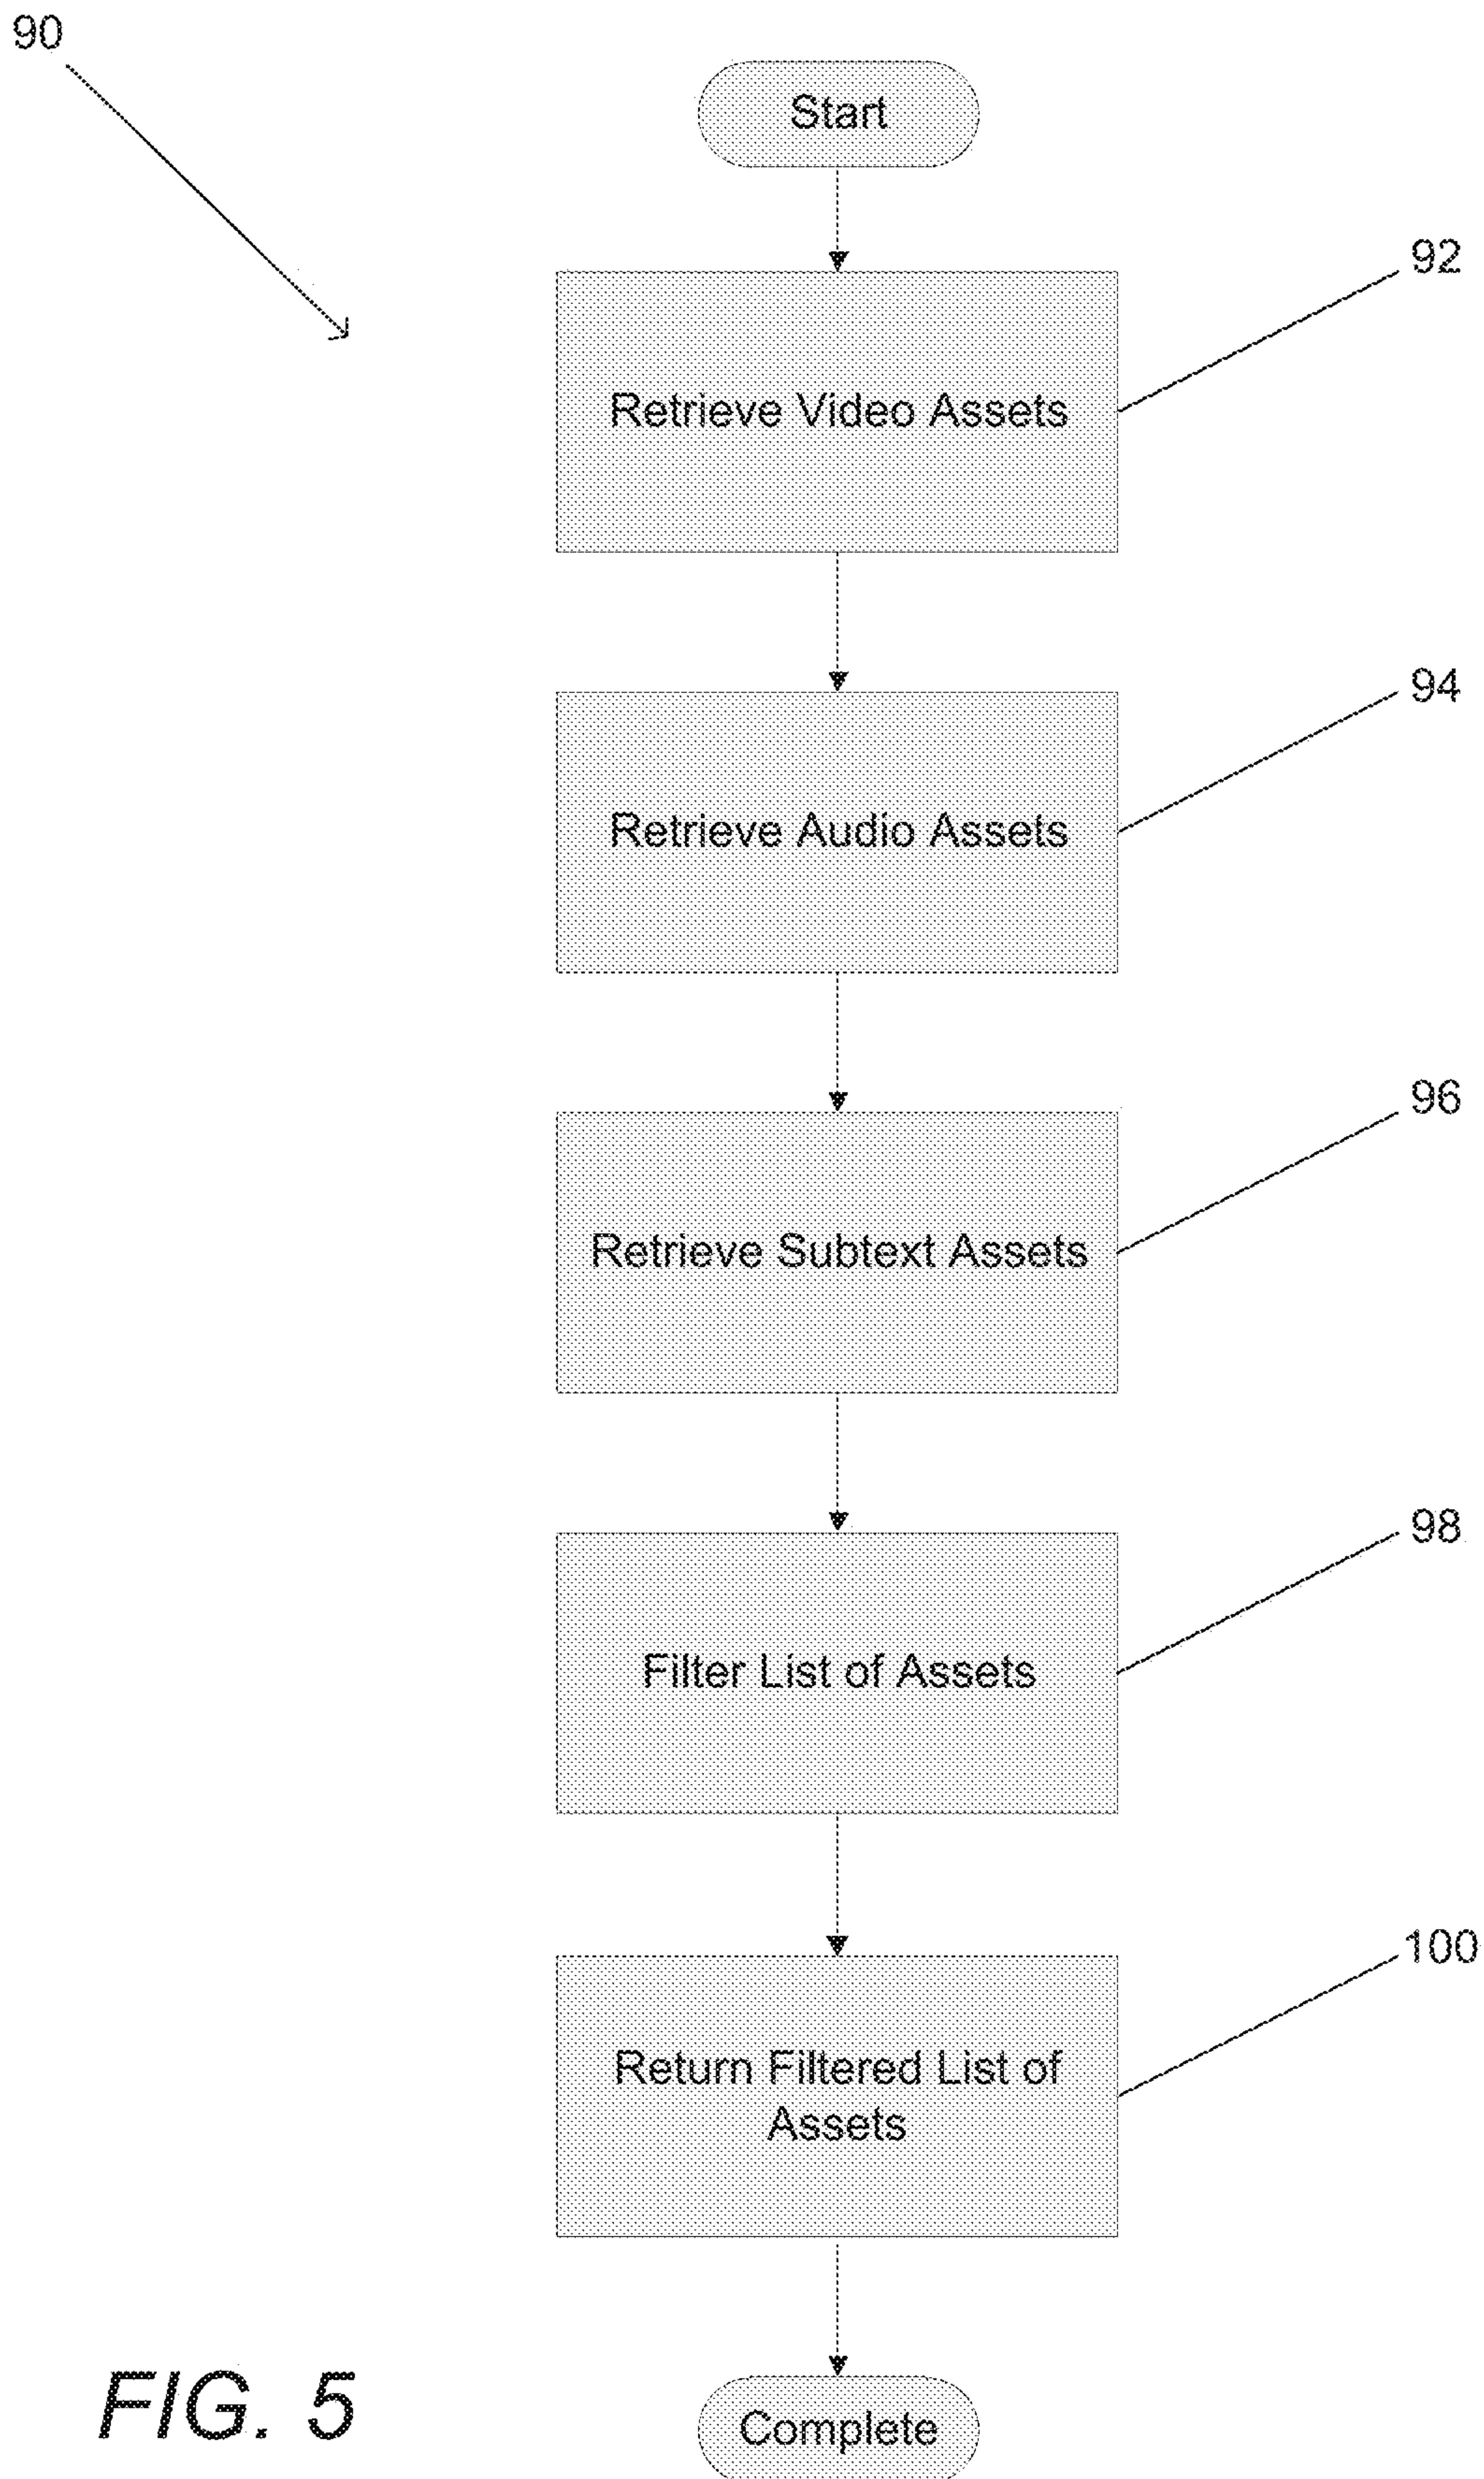 90
Start
92
Retrieve Video Assets
94
Retrieve Audio Assets
96
Retrieve Subtext Assets
98
Filter List of Assets
100
Return Filtered List of
Assets
FIG. 5
Complete